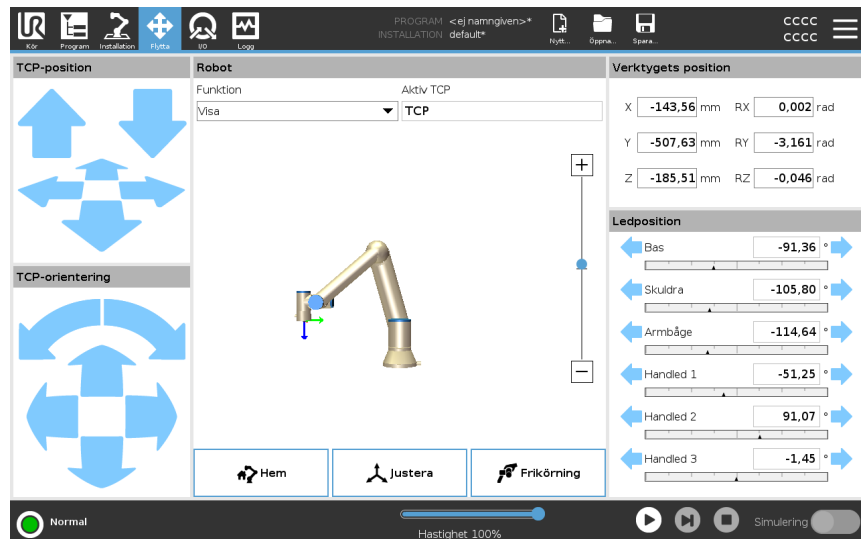 PROGRAM <ej namngiven>*
INSTALLATION default*
CCCC
CCCC
Kör Program Installation Flytta I/O Logg Nytt... Öppna... Spara...
TCP-position
Robot
Verktygets position
Funktion
Aktiv TCP
Visa
TCP
X -143,56 mm RX 0,002 rad
Y -507,63 mm RY -3,161 rad
Z -185,51 mm RZ -0,046 rad
Ledposition
Bas -91,36 °
Skuldra -105,80 °
Armbåge -114,64 °
Handled 1 -51,25 °
Handled 2 91,07 °
Handled 3 -1,45 °
TCP-orientering
Hem
Justera
Frikörning
Normal
Hastighet 100%
Simulering